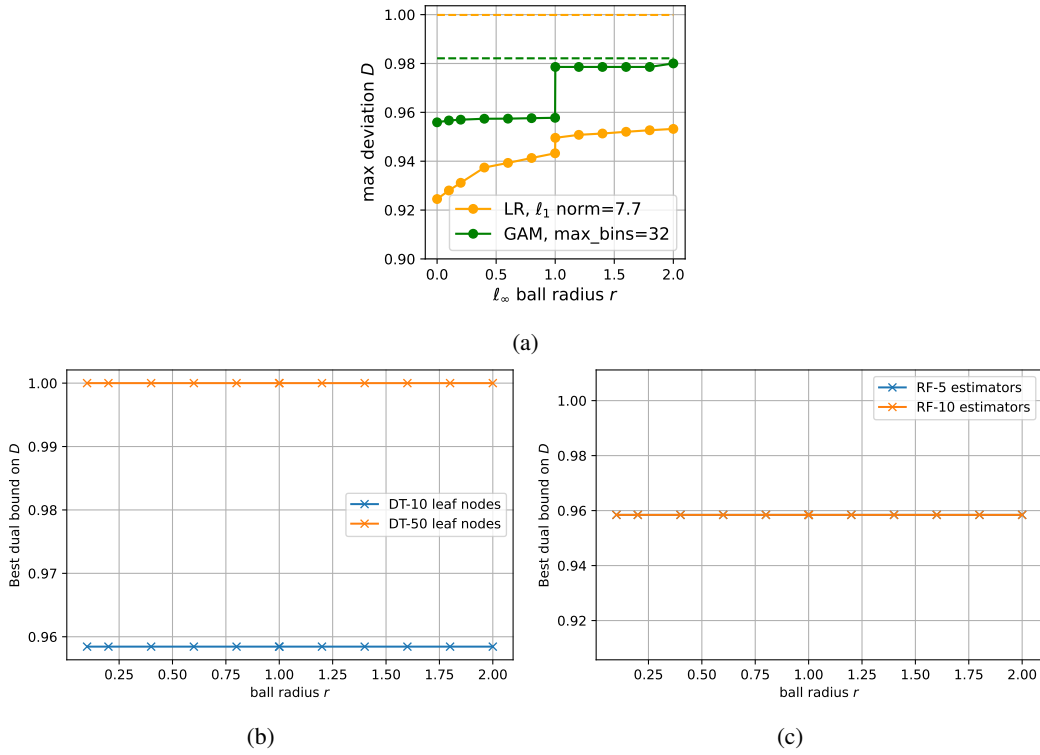 1.00
0.98
0.96
0.94
0.92
0.90
max deviation D
LR, ℓ₁ norm=7.7
GAM, max_bins=32
0.0 0.5 1.0 1.5 2.0
ℓ∞ ball radius r
(a)
1.00
0.99
0.98
0.97
0.96
Best dual bound on D
DT-10 leaf nodes
DT-50 leaf nodes
0.25 0.50 0.75 1.00 1.25 1.50 1.75 2.00
ball radius r
(b)
1.00
0.98
0.96
0.94
0.92
Best dual bound on D
RF-5 estimators
RF-10 estimators
0.25 0.50 0.75 1.00 1.25 1.50 1.75 2.00
ball radius r
(c)